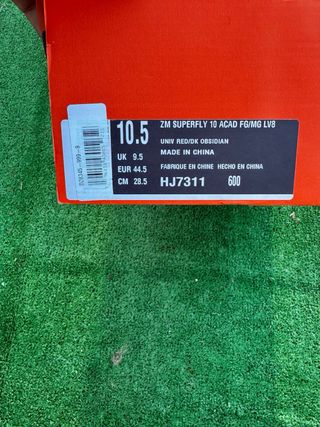 10.5
UK 9.5
EUR 44.5
CM 28.5
ZM SUPERFLY 10 ACAD FG/MG LV8
UNIV RED/DK OBSIDIAN
MADE IN CHINA
FABRIQUE EN CHINE HECHO EN CHINA
HJ7311 600